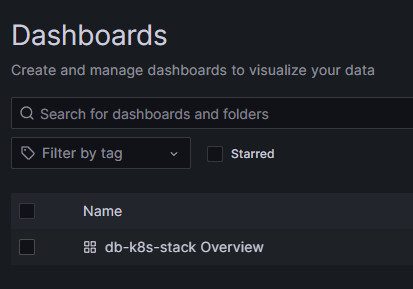 Dashboards
Create and manage dashboards to visualize your data
Search for dashboards and folders
Filter by tag
Starred
Name
db-k8s-stack Overview